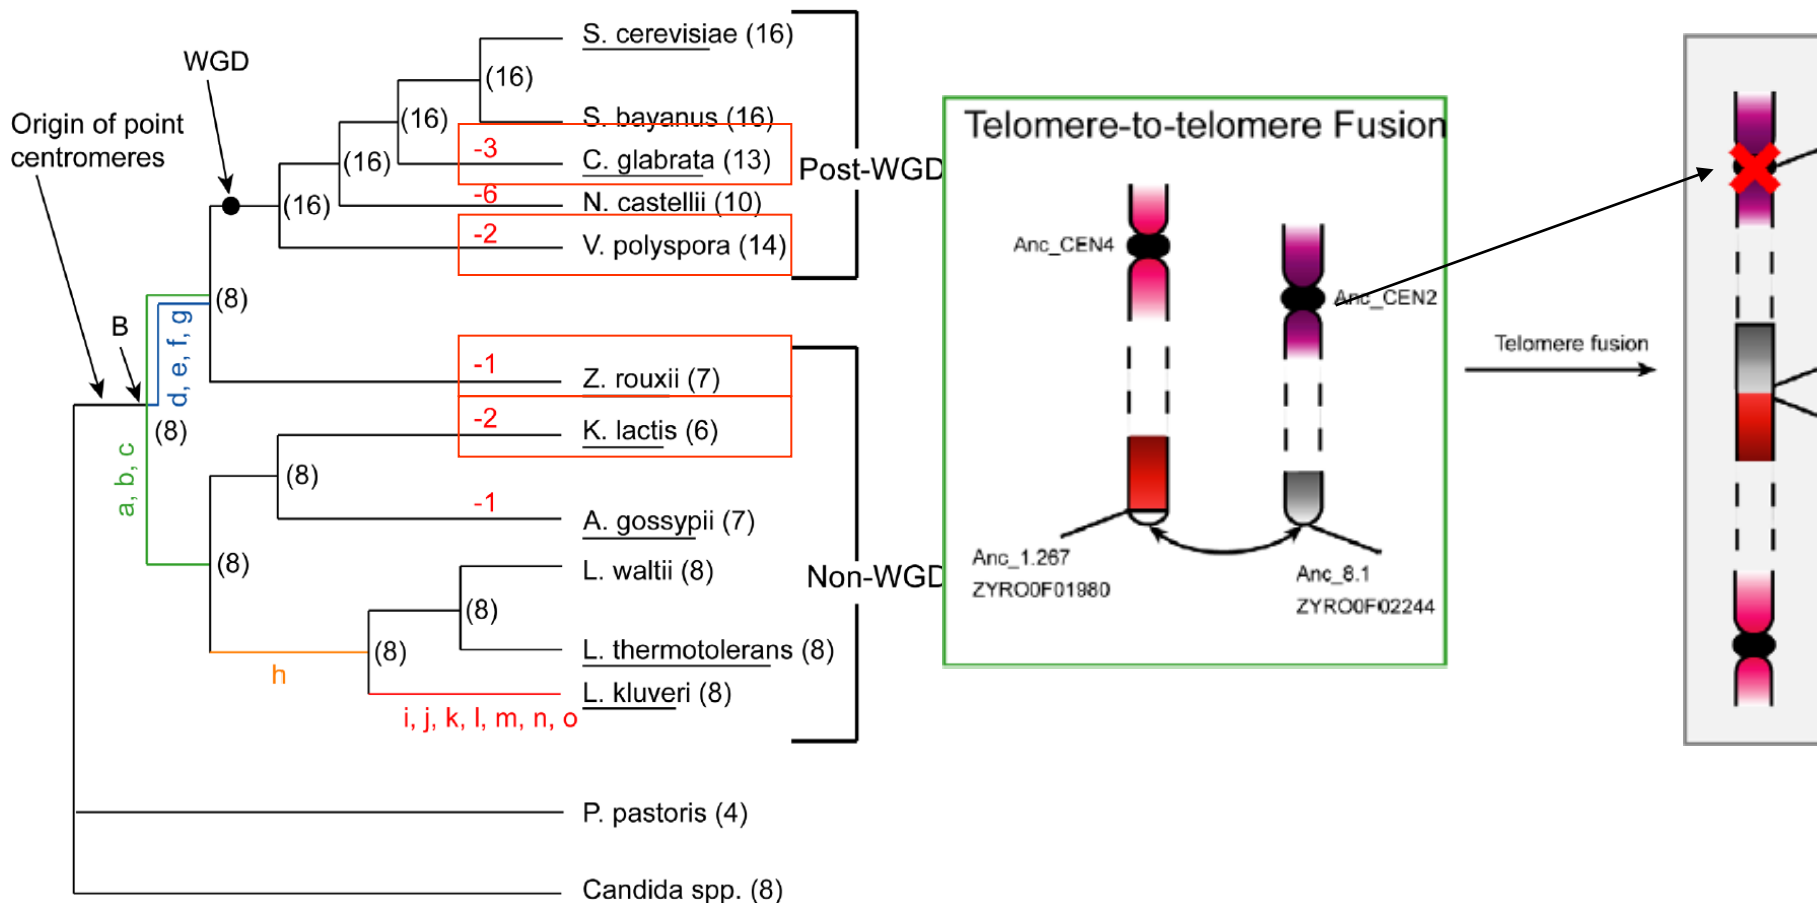 WGD
Origin of point
centromeres
B
a, b, c
d, e, f, g
h
i, j, k, l, m, n, o
(8)
(8)
(8)
(8)
(8)
(8)
(16)
(16)
(16)
(16)
S. cerevisiae (16)
S. bayanus (16)
-3
C. glabrata (13)
-6
N. castellii (10)
-2
V. polyspora (14)
Post-WGD
-1
Z. rouxii (7)
-2
K. lactis (6)
-1
A. gossypii (7)
L. waltii (8)
L. thermotolerans (8)
L. kluveri (8)
Non-WGD
P. pastoris (4)
Candida spp. (8)
Telomere-to-telomere Fusion
Anc_CEN4
Anc_CEN2
Anc_1.267
ZYRO0F01980
Anc_8.1
ZYRO0F02244
Telomere fusion